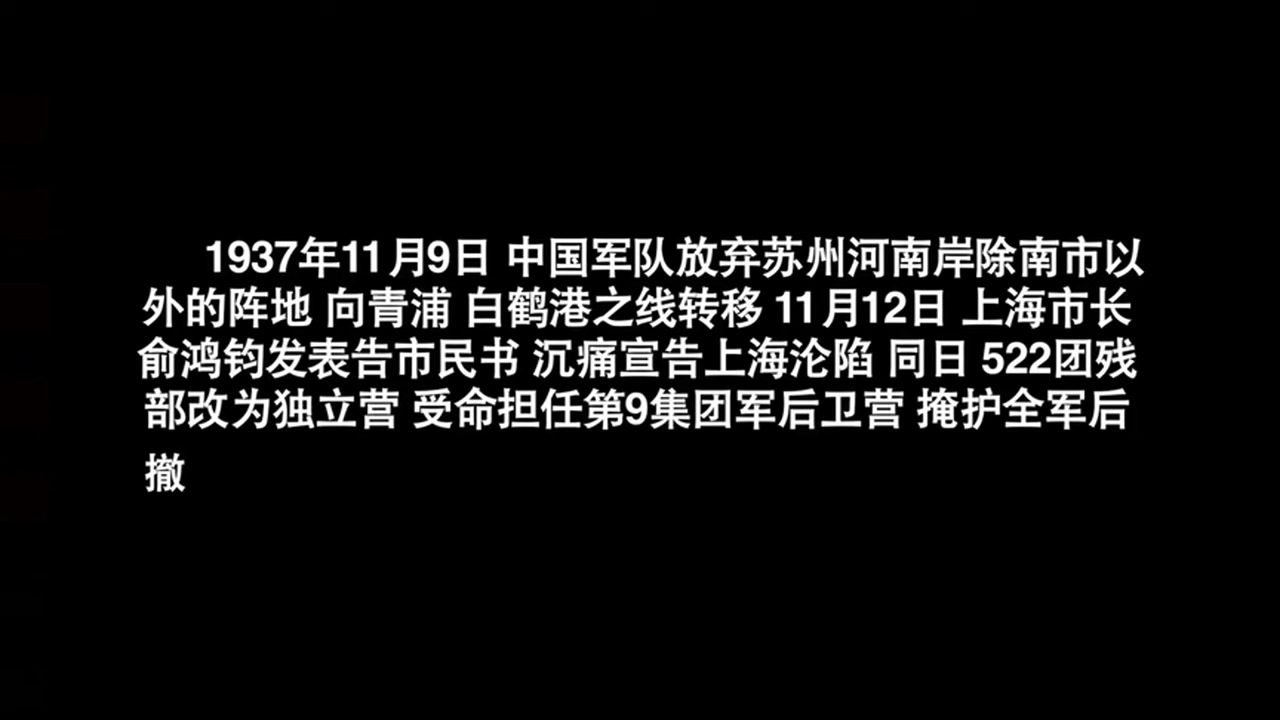 1937年11月9日 中国军队放弃苏州河南岸除南市以
外的阵地 向青浦 白鹤港之线转移 11月12日 上海市长
俞鸿钧发表告市民书 沉痛宣告上海沦陷 同日 522团残
部改为独立营 受命担任第9集团军后卫营 掩护全军后
撤